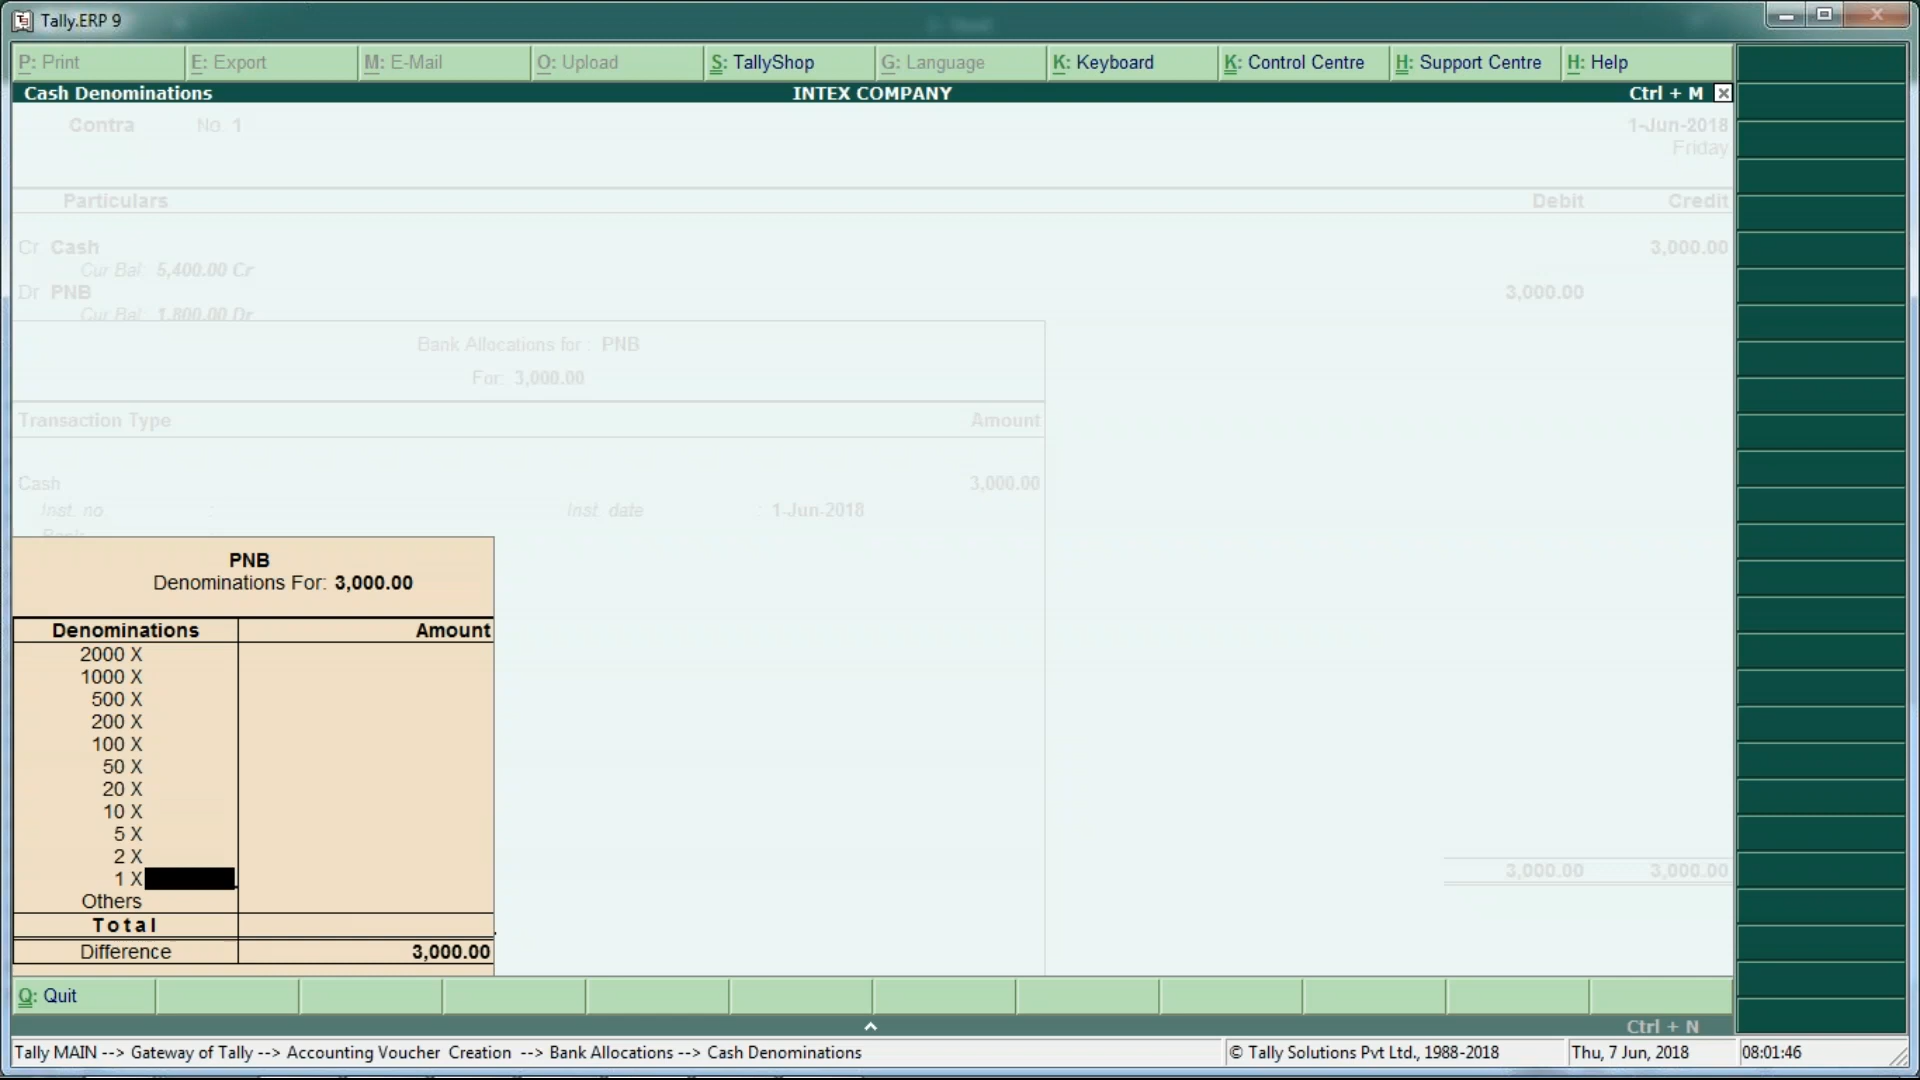 Tally.ERP 9
P: Print E: Export M: E-Mail O: Upload S: TallyShop G: Language K: Keyboard K: Control Centre H: Support Centre H: Help
Cash Denominations INTEX COMPANY Ctrl + M
Contra No. 1 1-Jun-2018
Friday
Particulars Debit Credit
Cr Cash 3,000.00
Cur Bal: 5,400.00 Cr
Dr PNB 3,000.00
Cur Bal: 1,800.00 Dr
Bank Allocations for : PNB
For: 3,000.00
Transaction Type Amount
Cash 3,000.00
Inst. no. : Inst. date : 1-Jun-2018
Bank
PNB
Denominations For: 3,000.00
Denominations Amount
2000 X
1000 X
500 X
200 X
100 X
50 X
20 X
10 X
5 X
2 X
1 X
Others
Total
Difference 3,000.00
3,000.00 3,000.00
Q: Quit
Ctrl + N
Tally MAIN --> Gateway of Tally --> Accounting Voucher Creation --> Bank Allocations --> Cash Denominations © Tally Solutions Pvt Ltd., 1988-2018 Thu, 7 Jun, 2018 08:01:46